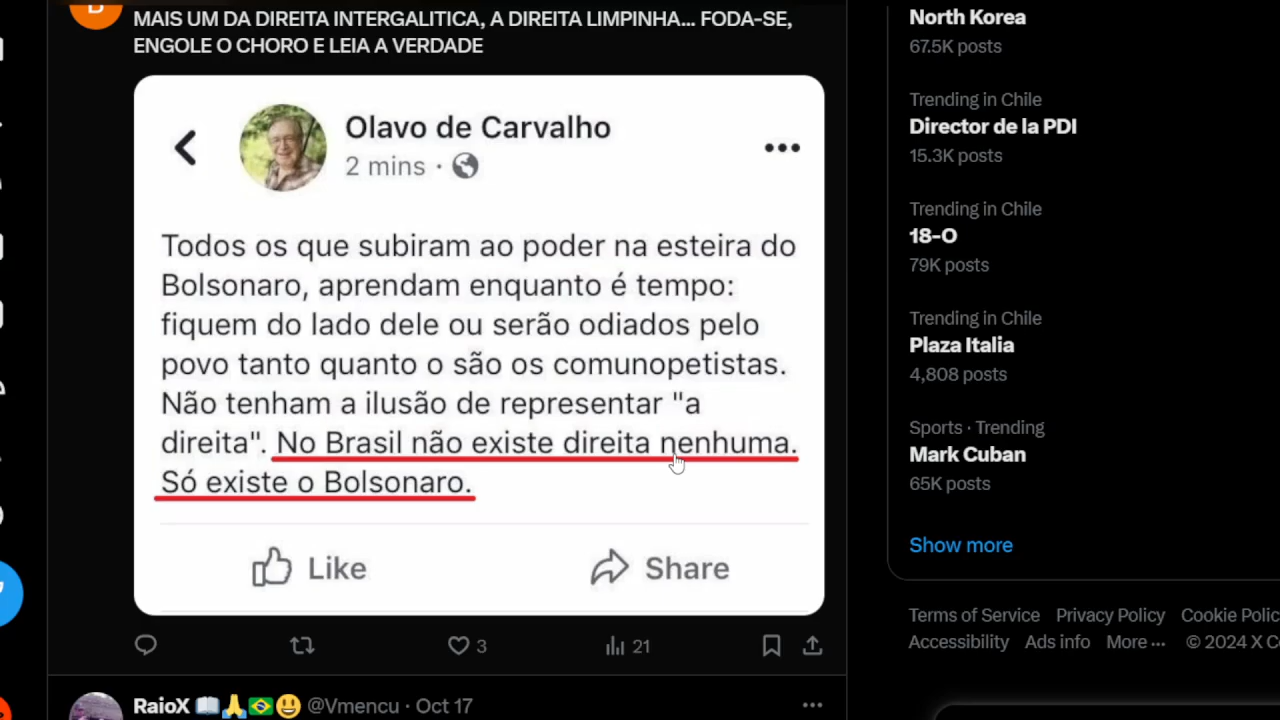 MAIS UM DA DIREITA INTERGALITICA, A DIREITA LIMPINHA... FODA-SE,
ENGOLE O CHORO E LEIA A VERDADE
Olavo de Carvalho
2 mins ·
Todos os que subiram ao poder na esteira do
Bolsonaro, aprendam enquanto é tempo:
fiquem do lado dele ou serão odiados pelo
povo tanto quanto o são os comunopetistas.
Não tenham a ilusão de representar "a
direita". No Brasil não existe direita nenhuma.
Só existe o Bolsonaro.
Like
Share
3
21
RaioX 📖🙏🇧🇷😃 @Vmencu · Oct 17
North Korea
67.5K posts
Trending in Chile
Director de la PDI
15.3K posts
Trending in Chile
18-O
79K posts
Trending in Chile
Plaza Italia
4,808 posts
Sports · Trending
Mark Cuban
65K posts
Show more
Terms of Service Privacy Policy Cookie Polic
Accessibility Ads info More ··· © 2024 X C